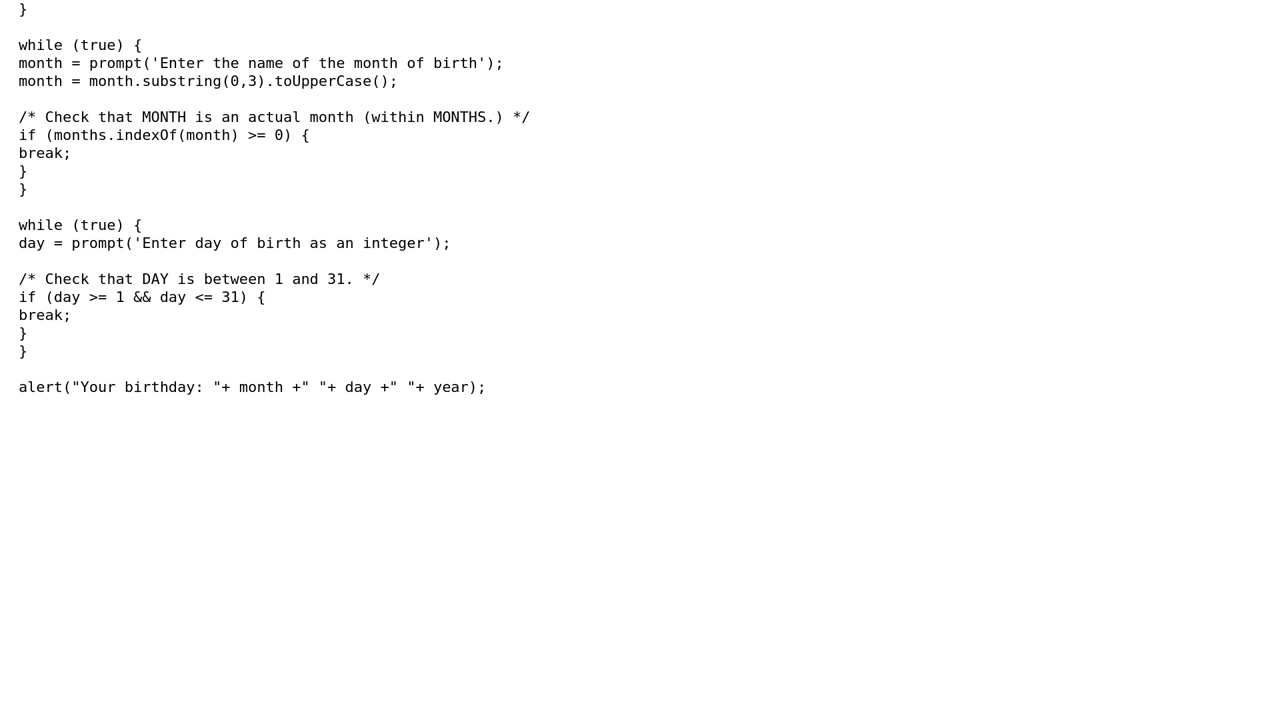 }
while (true) {
month = prompt('Enter the name of the month of birth');
month = month.substring(0,3).toUpperCase();
/* Check that MONTH is an actual month (within MONTHS.) */
if (months.indexOf(month) >= 0) {
break;
}
}
while (true) {
day = prompt('Enter day of birth as an integer');
/* Check that DAY is between 1 and 31. */
if (day >= 1 && day <= 31) {
break;
}
}
alert("Your birthday: "+ month +" "+ day +" "+ year);